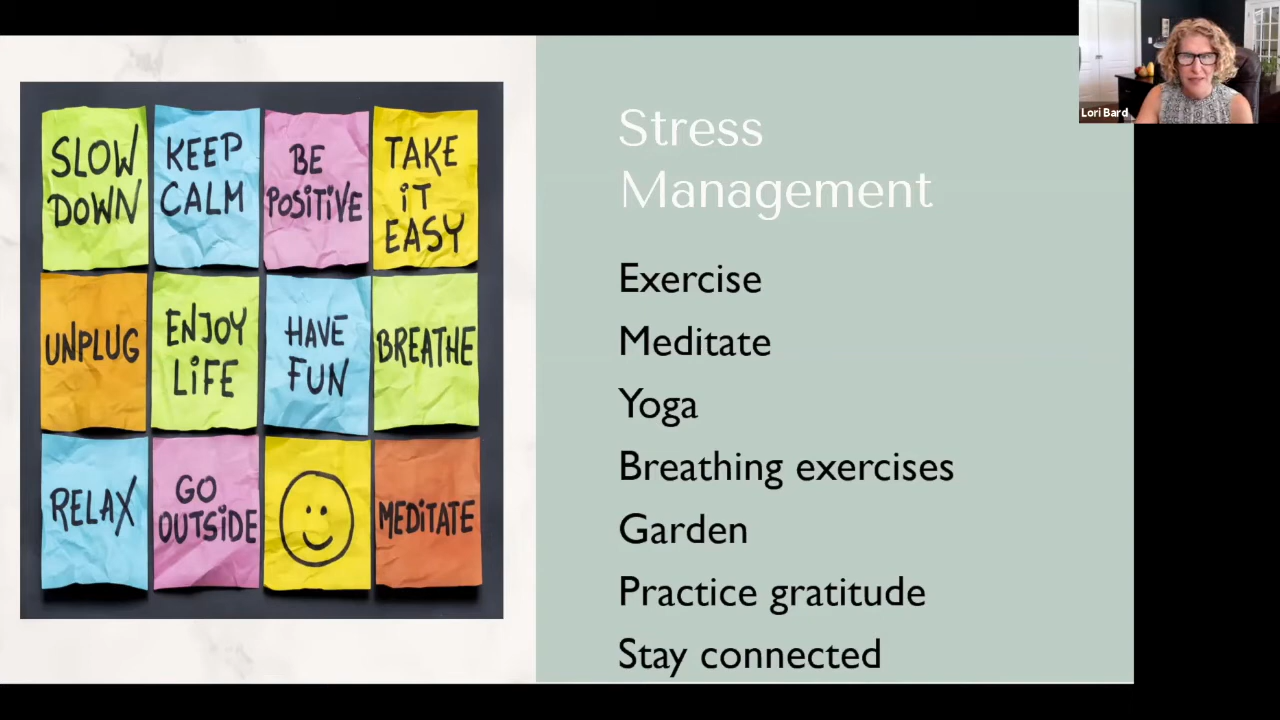 SLOW
DOWN
KEEP
CALM
BE
POSiTiVE
TAKE
iT
EASY
UNPLUG
ENJOY
LiFE
HAVE
FUN
BREATHE
RELAX
GO
OUTSiDE
MEDiTATE
Stress
Management
Exercise
Meditate
Yoga
Breathing exercises
Garden
Practice gratitude
Stay connected
Lori Bard